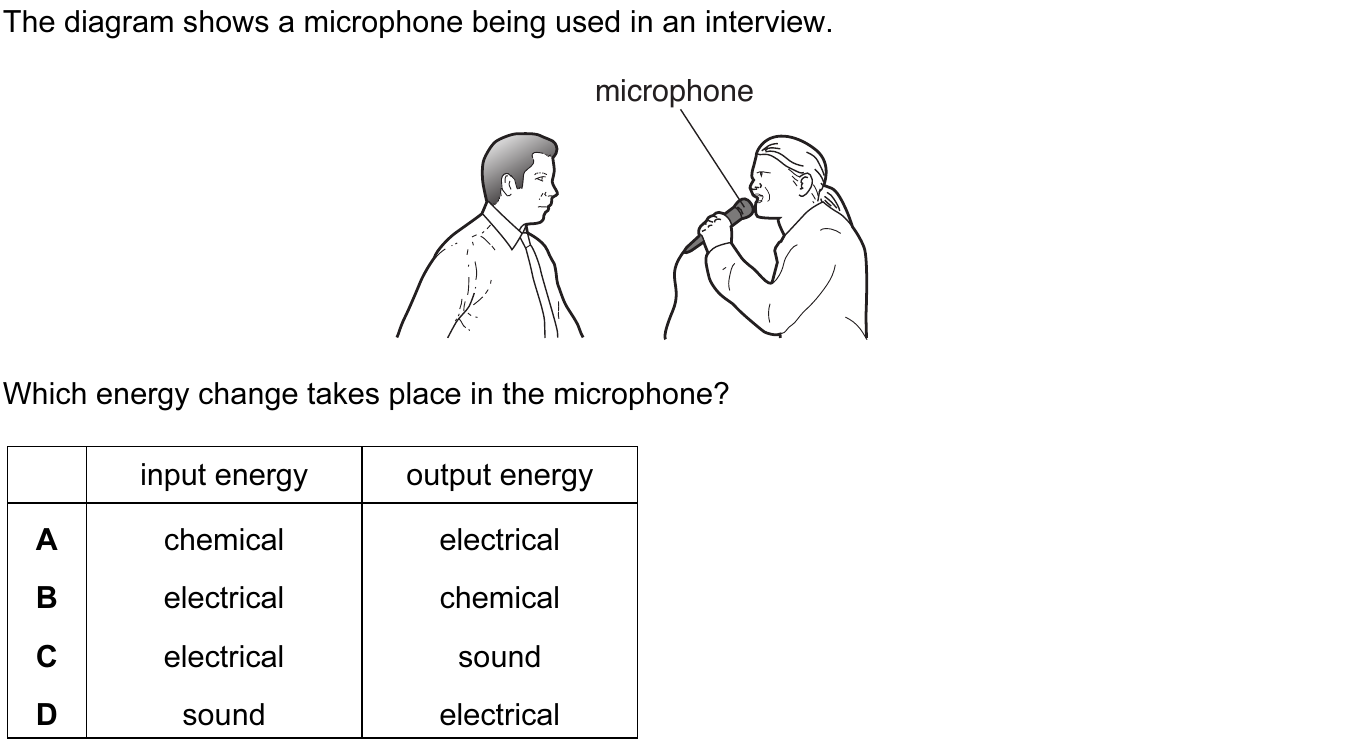 The diagram shows a microphone being used in an interview.
microphone
Which energy change takes place in the microphone?
input energy output energy
A chemical electrical
B electrical chemical
C electrical sound
D sound electrical